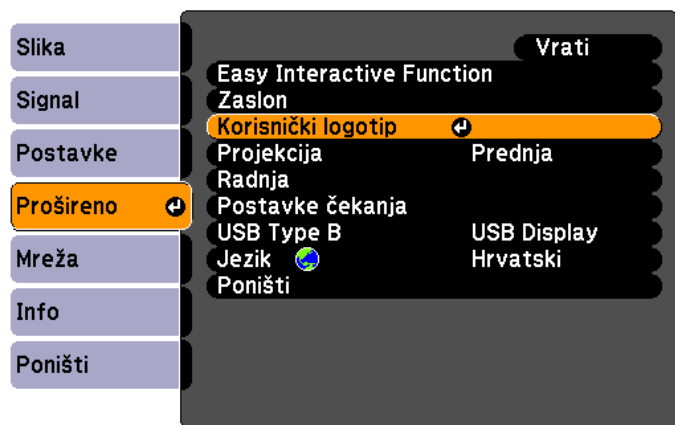 Slika
Signal
Postavke
Prošireno
Mreža
Info
Poništi
Vrati
Easy Interactive Function
Zaslon
Korisnički logotip
Projekcija Prednja
Radnja
Postavke čekanja
USB Type B USB Display
Jezik Hrvatski
Poništi